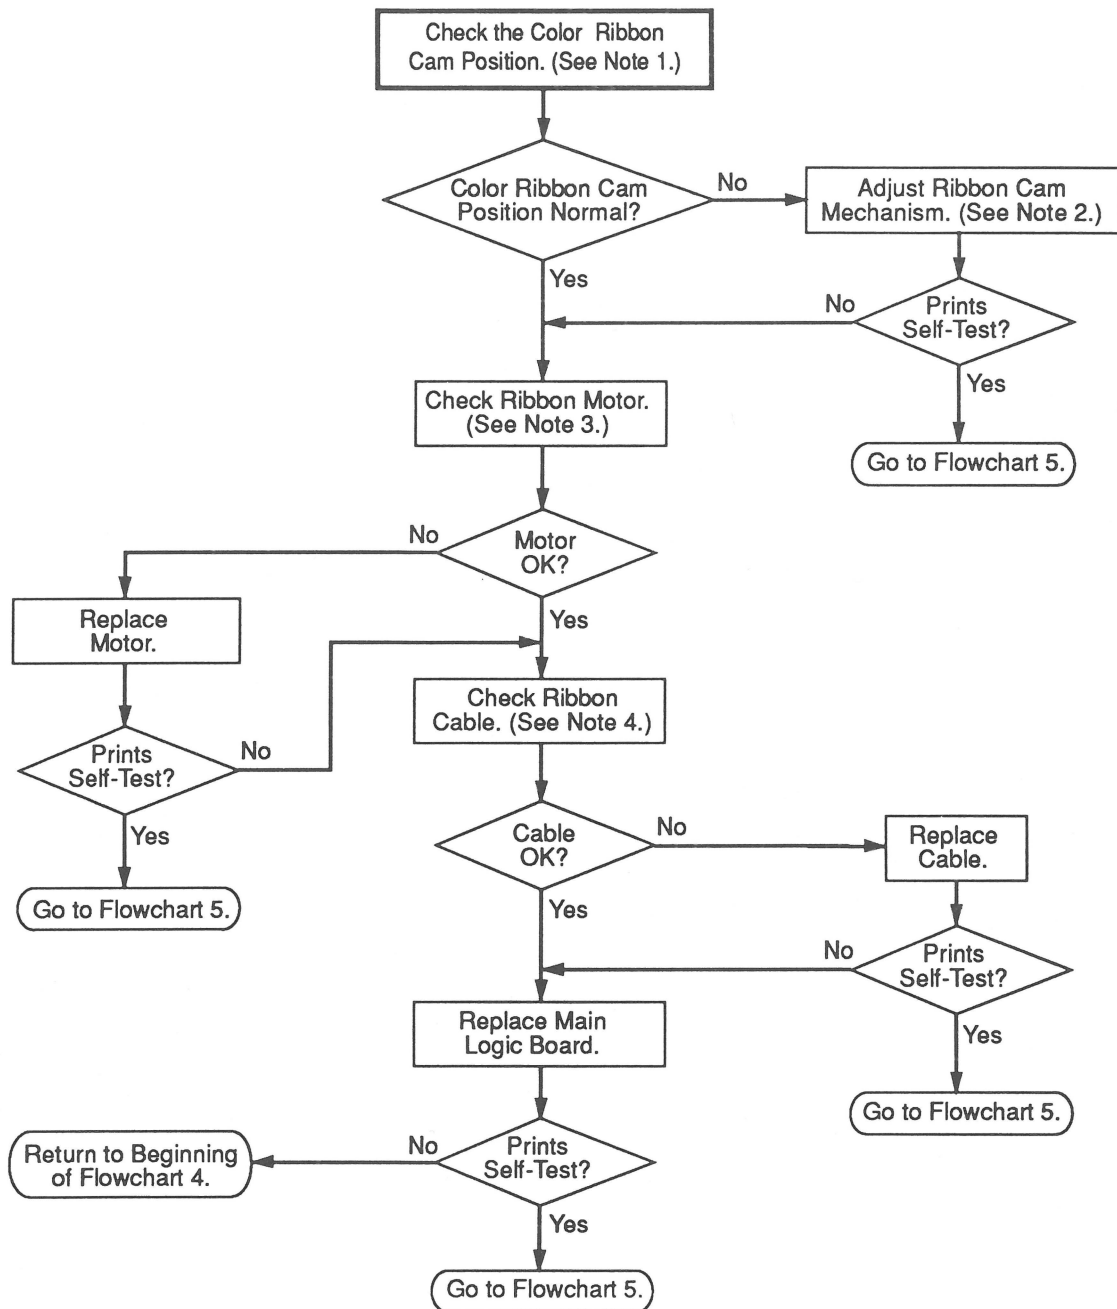 Check the Color Ribbon
Cam Position. (See Note 1.)
Color Ribbon Cam
Position Normal?
No
Adjust Ribbon Cam
Mechanism. (See Note 2.)
Yes
No
Prints
Self-Test?
Yes
Go to Flowchart 5.
Check Ribbon Motor.
(See Note 3.)
No
Motor
OK?
Yes
Replace
Motor.
Prints
Self-Test?
No
Yes
Go to Flowchart 5.
Check Ribbon
Cable. (See Note 4.)
Cable
OK?
No
Replace
Cable.
Yes
No
Prints
Self-Test?
Yes
Go to Flowchart 5.
Replace Main
Logic Board.
Prints
Self-Test?
No
Return to Beginning
of Flowchart 4.
Yes
Go to Flowchart 5.